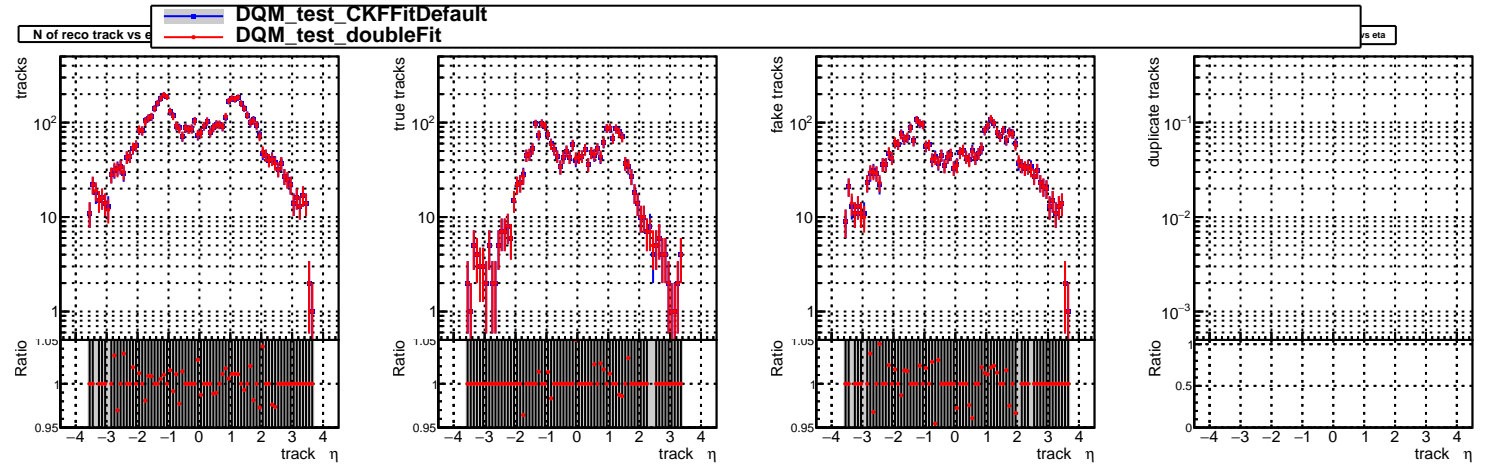 DQM_test_CKFFitDefault
DQM_test_doubleFit
N of reco track vs e
vs eta
tracks
10²
10
1
Ratio
1.05
1
0.95
−4 −3 −2 −1 0 1 2 3 4
track η
true tracks
10²
10
1
Ratio
1.05
1
0.95
−4 −3 −2 −1 0 1 2 3 4
track η
fake tracks
10²
10
1
Ratio
1.05
1
0.95
−4 −3 −2 −1 0 1 2 3 4
track η
duplicate tracks
10⁻¹
10⁻²
10⁻³
Ratio
1
0.5
0
−4 −3 −2 −1 0 1 2 3 4
track η